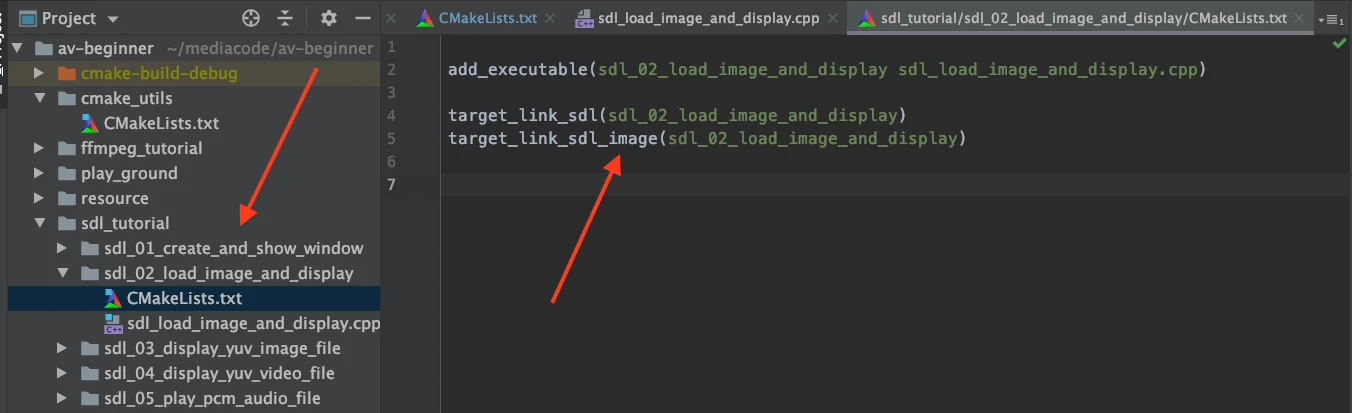 Project
av-beginner ~/mediacode/av-beginner
cmake-build-debug
cmake_utils
CMakeLists.txt
ffmpeg_tutorial
play_ground
resource
sdl_tutorial
sdl_01_create_and_show_window
sdl_02_load_image_and_display
CMakeLists.txt
sdl_load_image_and_display.cpp
sdl_03_display_yuv_image_file
sdl_04_display_yuv_video_file
sdl_05_play_pcm_audio_file
CMakeLists.txt
sdl_load_image_and_display.cpp
sdl_tutorial/sdl_02_load_image_and_display/CMakeLists.txt
1
1
2 add_executable(sdl_02_load_image_and_display sdl_load_image_and_display.cpp)
3
4 target_link_sdl(sdl_02_load_image_and_display)
5 target_link_sdl_image(sdl_02_load_image_and_display)
6
7